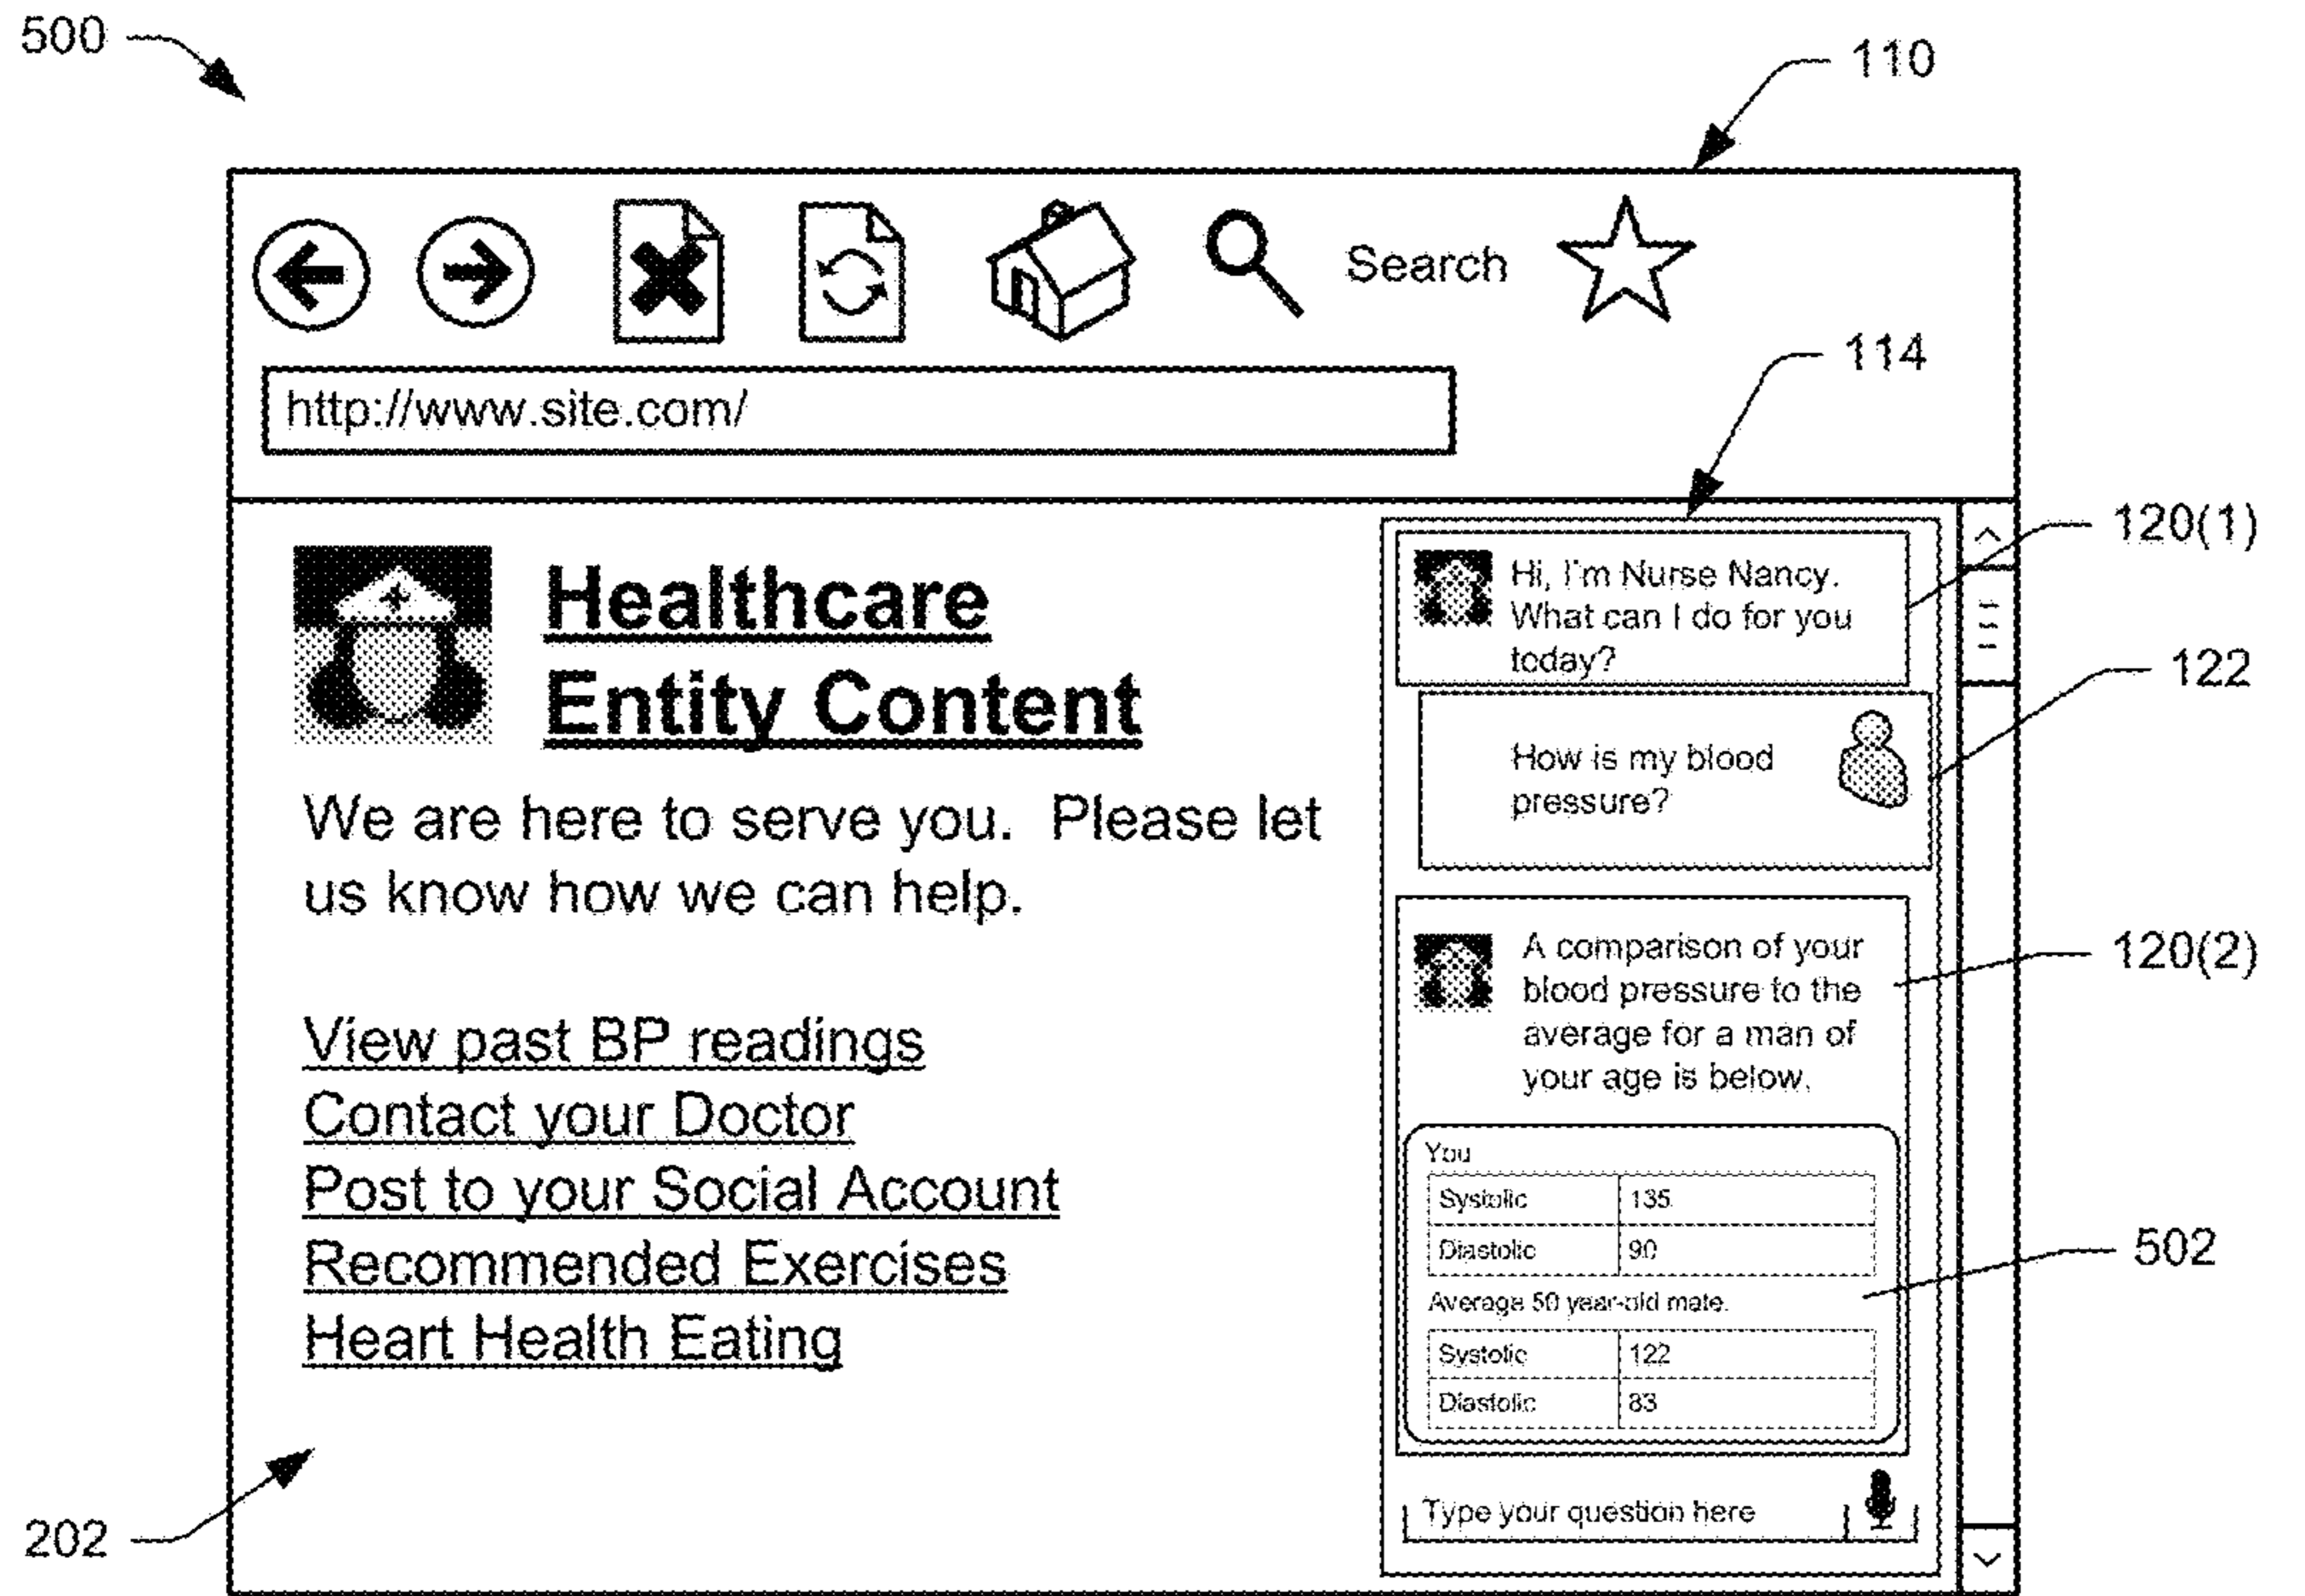 500
110
Search
114
http://www.site.com/
Healthcare
Entity Content
We are here to serve you.  Please let
us know how we can help.
View past BP readings
Contact your Doctor
Post to your Social Account
Recommended Exercises
Heart Health Eating
202
Hi, I'm Nurse Nancy.
What can I do for you
today?
120(1)
How is my blood
pressure?
122
A comparison of your
blood pressure to the
average for a man of
your age is below.
120(2)
You
Systolic 135
Diastolic 90
Average 50 year-old male.
Systolic 122
Diastolic 83
502
Type your question here